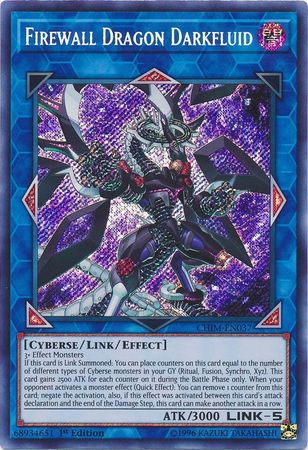 FIREWALL DRAGON DARKFLUID
CHIM-EN037
[CYBERSE/LINK/EFFECT]
3+ Effect Monsters
If this card is Link Summoned: You can place counters on this card equal to the number
of different types of Cyberse monsters in your GY (Ritual, Fusion, Synchro, Xyz). This
card gains 2500 ATK for each counter on it during the Battle Phase only. When your
opponent activates a monster effect (Quick Effect): You can remove 1 counter from this
card; negate the activation, also, if this effect was activated between this card's attack
declaration and the end of the Damage Step, this card can make another attack in a row.
ATK/3000 LINK-5
68934651 1st Edition ©1996 KAZUKI TAKAHASHI